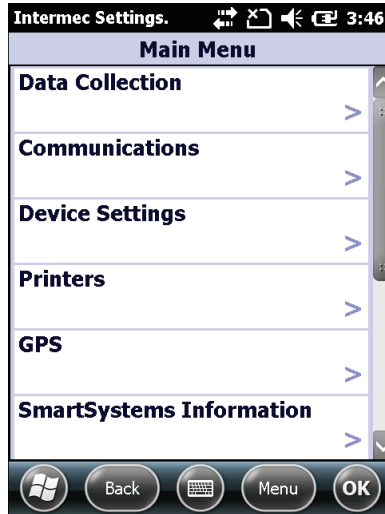 Intermec Settings. 3:46
Main Menu
Data Collection
>
Communications
>
Device Settings
>
Printers
>
GPS
>
SmartSystems Information
>
Back Menu OK